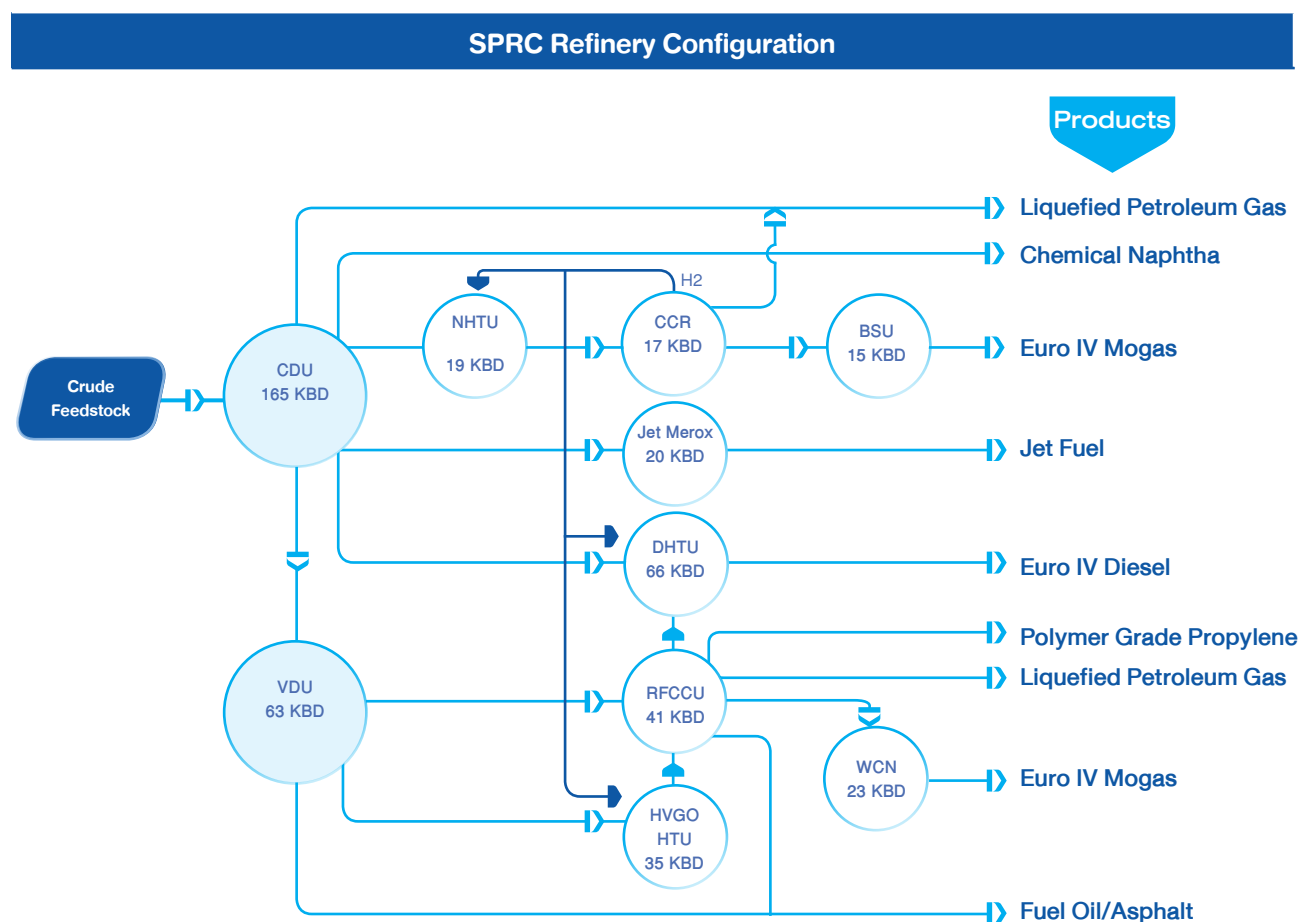 SPRC Refinery Configuration
Products
Liquefied Petroleum Gas
Chemical Naphtha
H2
NHTU
19 KBD
CCR
17 KBD
BSU
15 KBD
Euro IV Mogas
CDU
165 KBD
Crude
Feedstock
Jet Merox
20 KBD
Jet Fuel
DHTU
66 KBD
Euro IV Diesel
Polymer Grade Propylene
Liquefied Petroleum Gas
VDU
63 KBD
RFCCU
41 KBD
WCN
23 KBD
Euro IV Mogas
HVGO
HTU
35 KBD
Fuel Oil/Asphalt